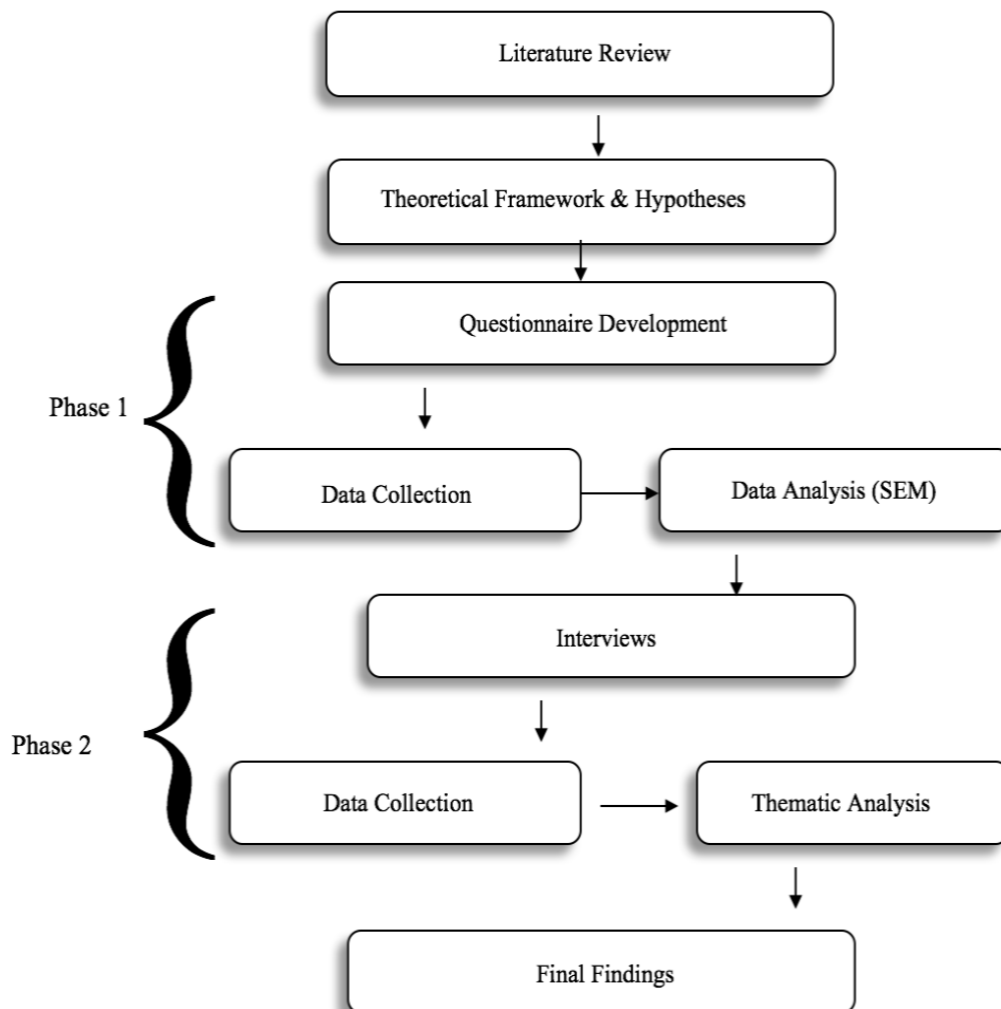 Literature Review
Theoretical Framework & Hypotheses
Questionnaire Development
Phase 1
Data Collection
Data Analysis (SEM)
Interviews
Phase 2
Data Collection
Thematic Analysis
Final Findings